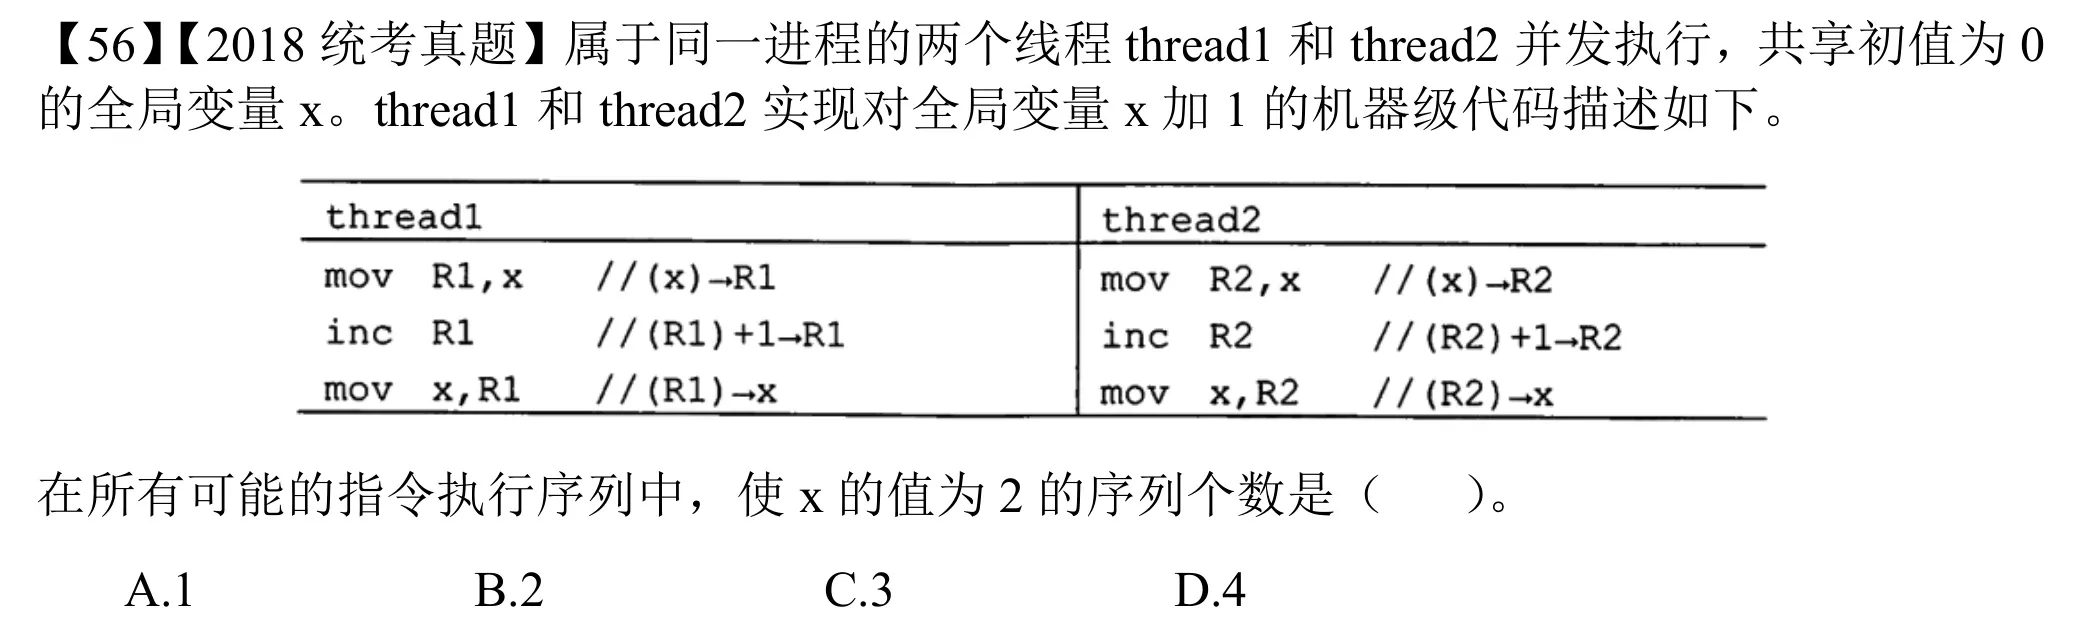 【56】【2018 统考真题】属于同一进程的两个线程 thread1 和 thread2 并发执行，共享初值为 0
的全局变量 x。thread1 和 thread2 实现对全局变量 x 加 1 的机器级代码描述如下。
thread1 thread2
mov R1,x //(x)→R1 mov R2,x //(x)→R2
inc R1 //(R1)+1→R1 inc R2 //(R2)+1→R2
mov x,R1 //(R1)→x mov x,R2 //(R2)→x
在所有可能的指令执行序列中，使 x 的值为 2 的序列个数是（ ）。
A.1 B.2 C.3 D.4